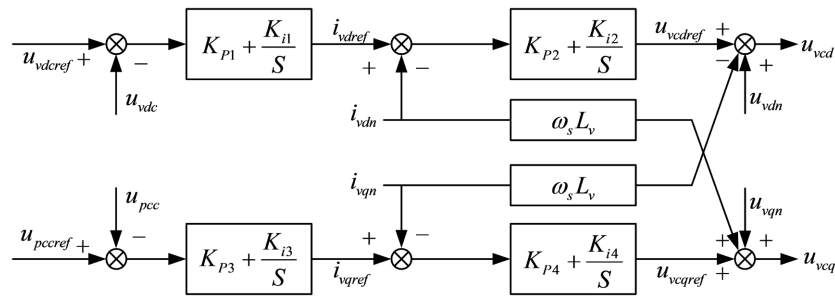 u_vdcref + − K_P1 + K_i1/S i_vdref + − K_P2 + K_i2/S u_vcdref + − + u_vcd
u_vdc u_vdn
i_vdn ω_s L_v
i_vqn ω_s L_v
u_pcc u_vqn
u_pccref + − K_P3 + K_i3/S i_vqref + − K_P4 + K_i4/S u_vcqref + + + u_vcq